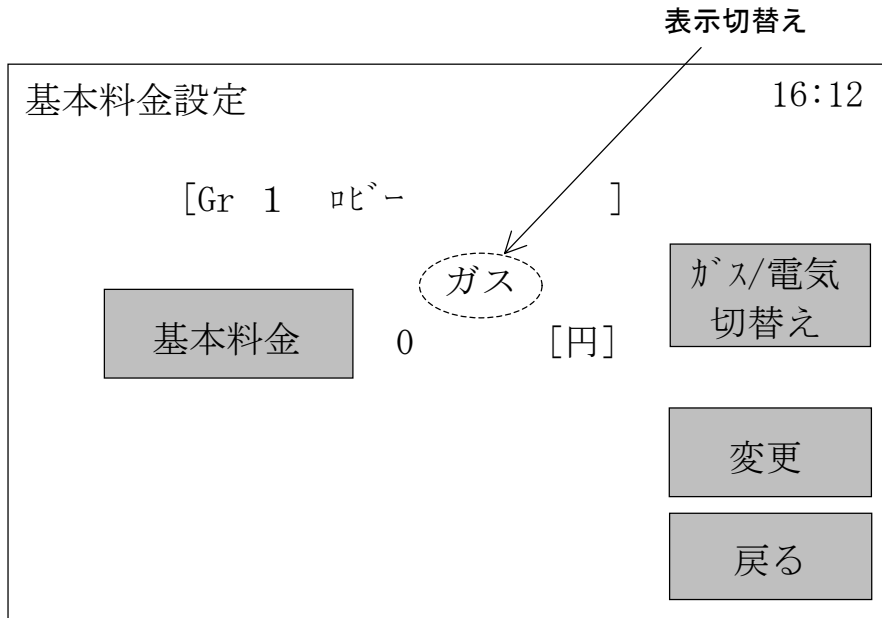 表示切替え
基本料金設定 16:12
[Gr 1 ﾛﾋﾞｰ ]
ガス
ｶﾞｽ/電気
切替え
基本料金 0 [円]
変更
戻る